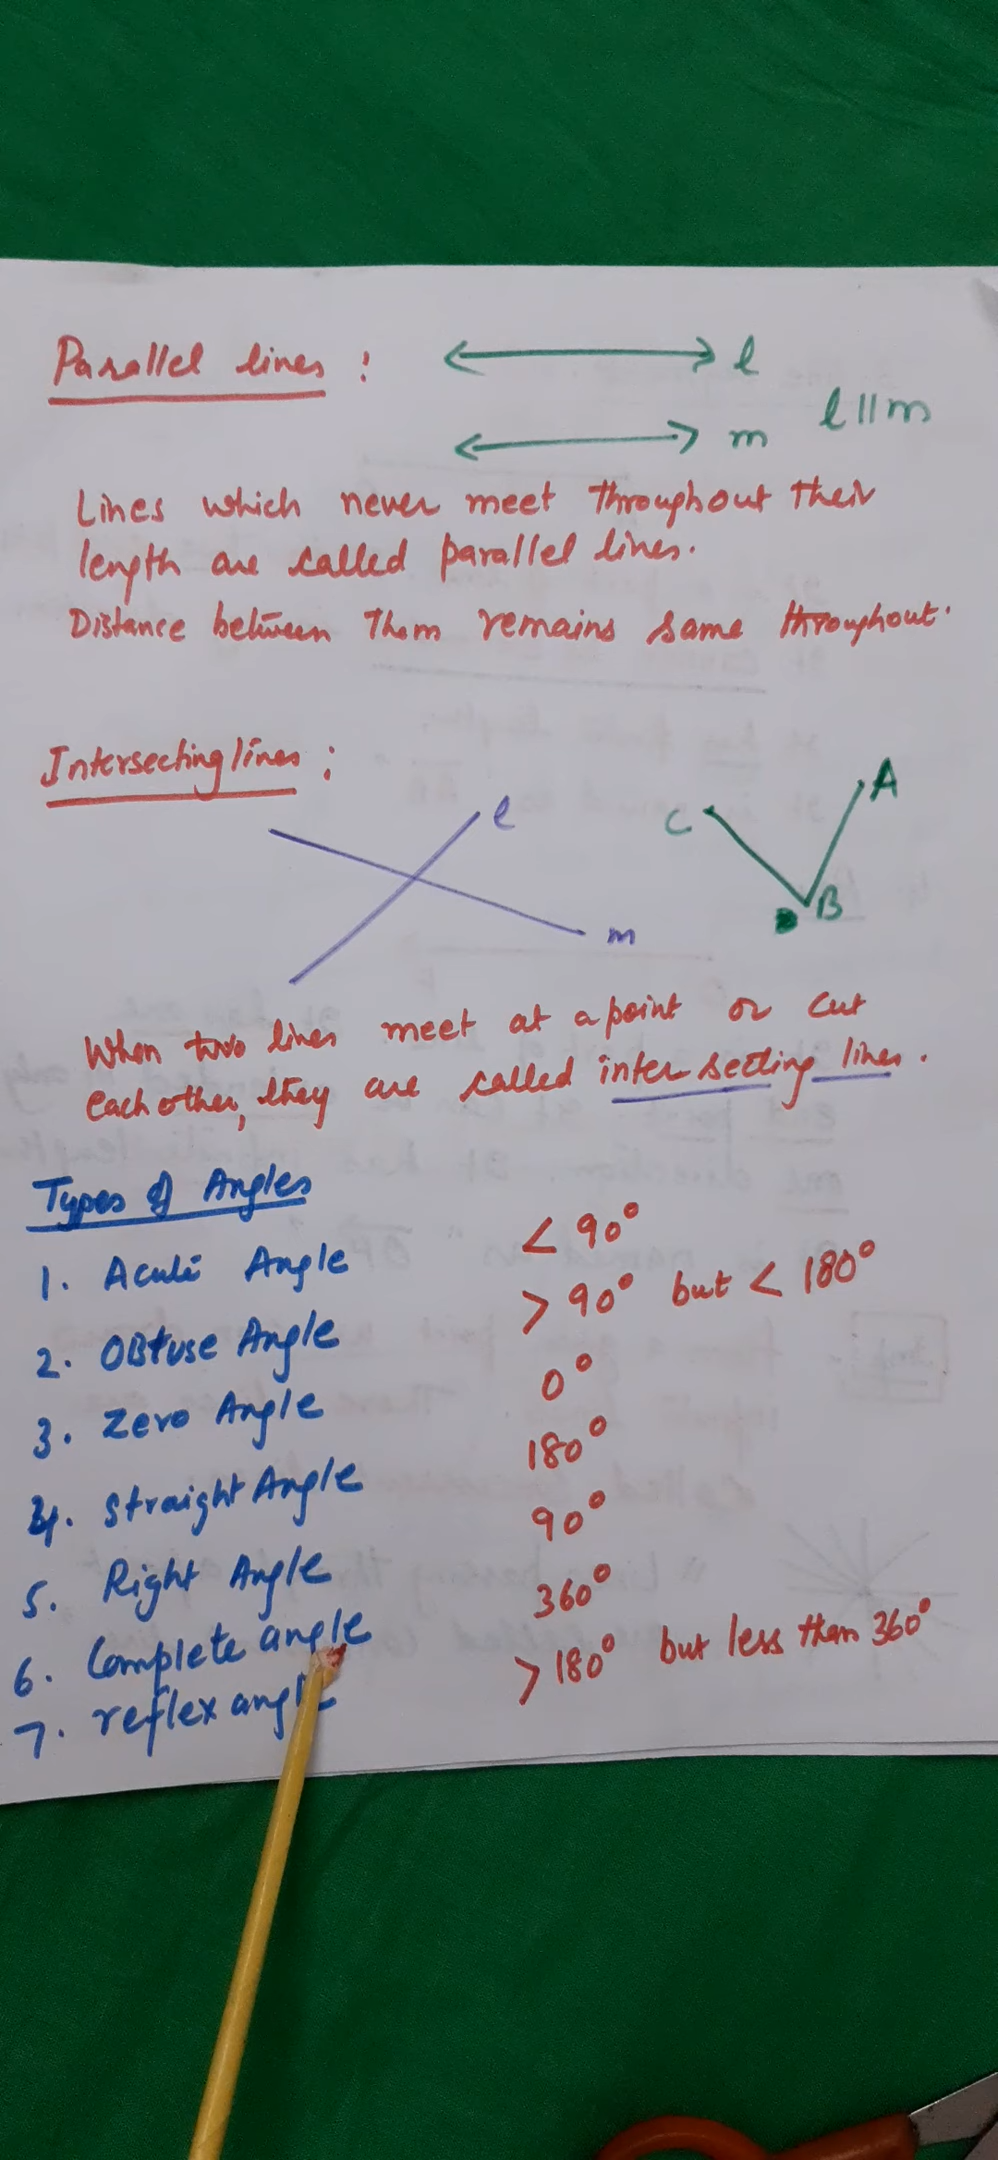 Parallel lines :
l
l || m
m
Lines which never meet throughout their
length are called parallel lines.
Distance between them remains same throughout.
Intersecting lines :
l
m
C
A
B
When two lines meet at a point or cut
each other, they are called intersecting lines.
Types of Angles
1. Acute Angle < 90°
2. OBtuse Angle > 90° but < 180°
3. Zero Angle 0°
4. Straight Angle 180°
5. Right Angle 90°
6. Complete angle 360°
7. reflex angle > 180° but less than 360°